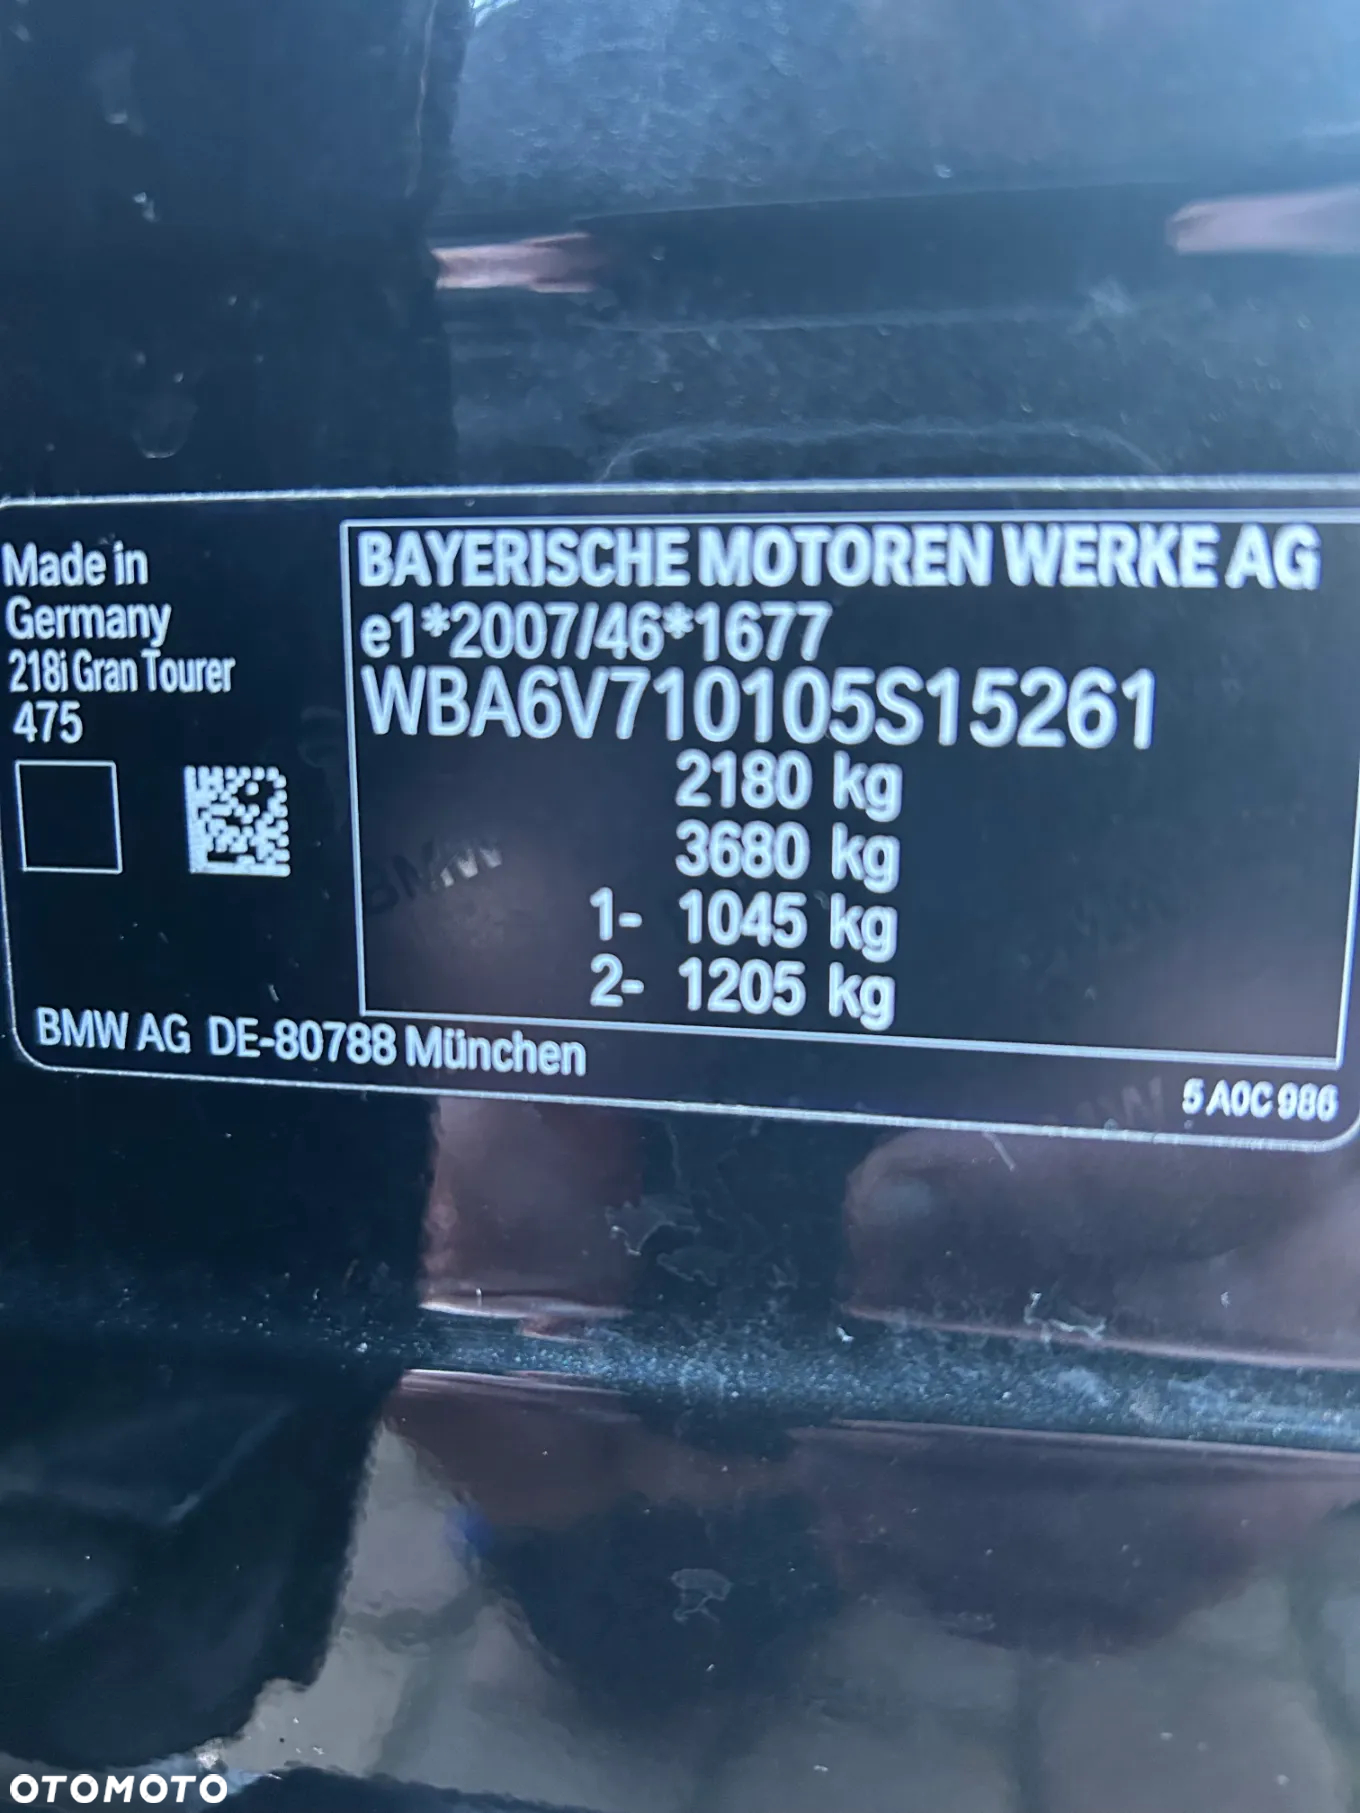 Made in
Germany
218i Gran Tourer
475
BAYERISCHE MOTOREN WERKE AG
e1*2007/46*1677
WBA6V710105S15261
2180 kg
3680 kg
1- 1045 kg
2- 1205 kg
BMW
BMW AG DE-80788 München
5 A0C 986
OTOMOTO